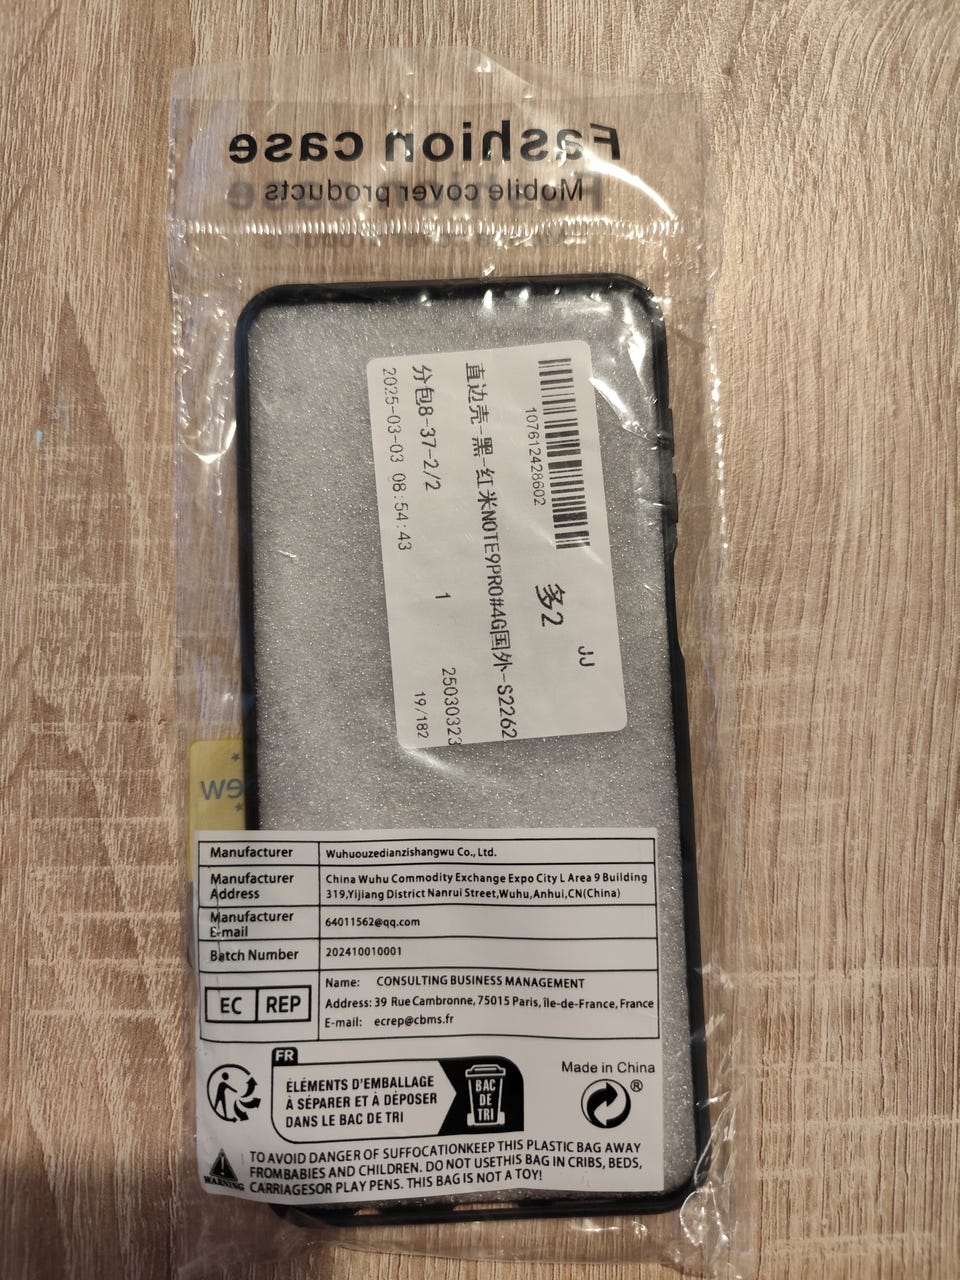 Fashion case
Mobile cover products
107612428602
多2
JJ
直边壳-黑-红米NOTE9PRO#4G国外-S2262
分包8-37-2/2
1
25030323
2025-03-03 08:54:43
19/182
ew
Manufacturer
Wuhuouzedianzishangwu Co., Ltd.
Manufacturer
Address
China Wuhu Commodity Exchange Expo City L Area 9 Building
319,Yijiang District Nanrui Street,Wuhu,Anhui,CN(China)
Manufacturer
E-mail
64011562@qq.com
Batch Number
202410010001
EC REP
Name: CONSULTING BUSINESS MANAGEMENT
Address: 39 Rue Cambronne, 75015 Paris, île-de-France, France
E-mail: ecrep@cbms.fr
FR
ÉLÉMENTS D'EMBALLAGE
À SÉPARER ET À DÉPOSER
DANS LE BAC DE TRI
BAC
DE
TRI
Made in China
®
WARNING
TO AVOID DANGER OF SUFFOCATIONKEEP THIS PLASTIC BAG AWAY
FROMBABIES AND CHILDREN. DO NOT USETHIS BAG IN CRIBS, BEDS,
CARRIAGESOR PLAY PENS. THIS BAG IS NOT A TOY!